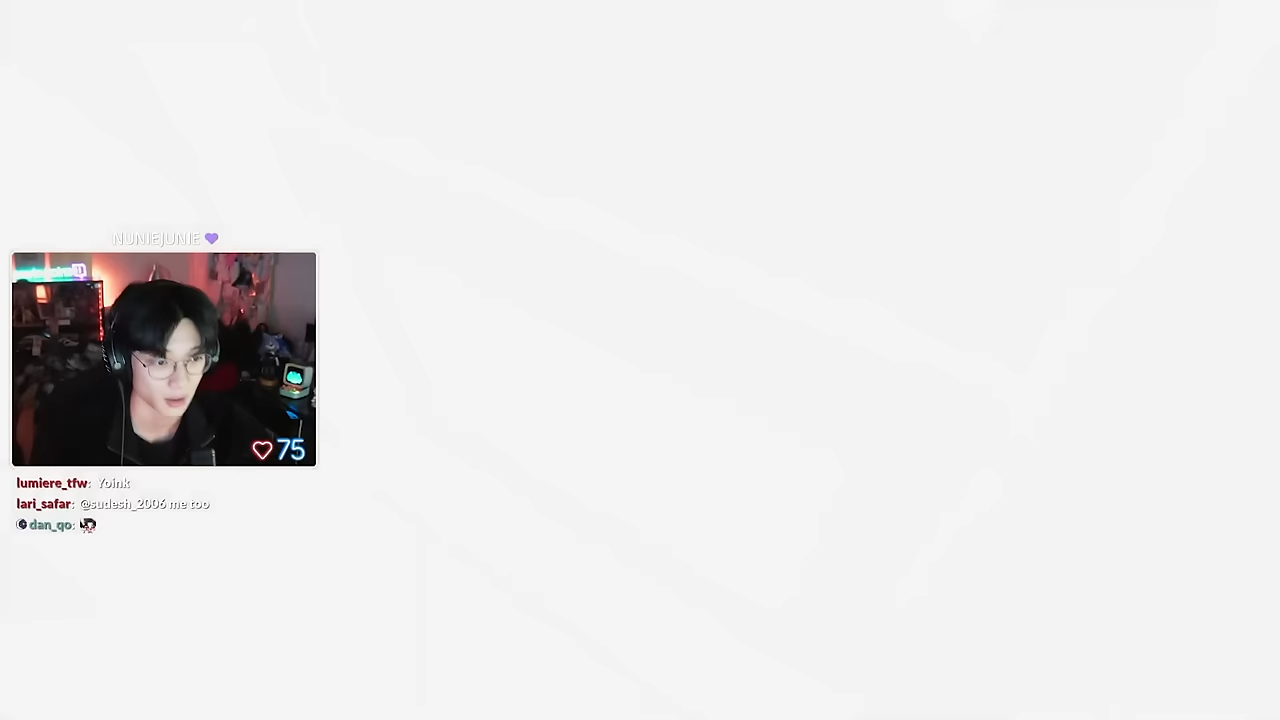 NUNIEJUNIE 💜
75
lumiere_tfw: Yoink
lari_safar: @sudesh_2006 me too
dan_qo: